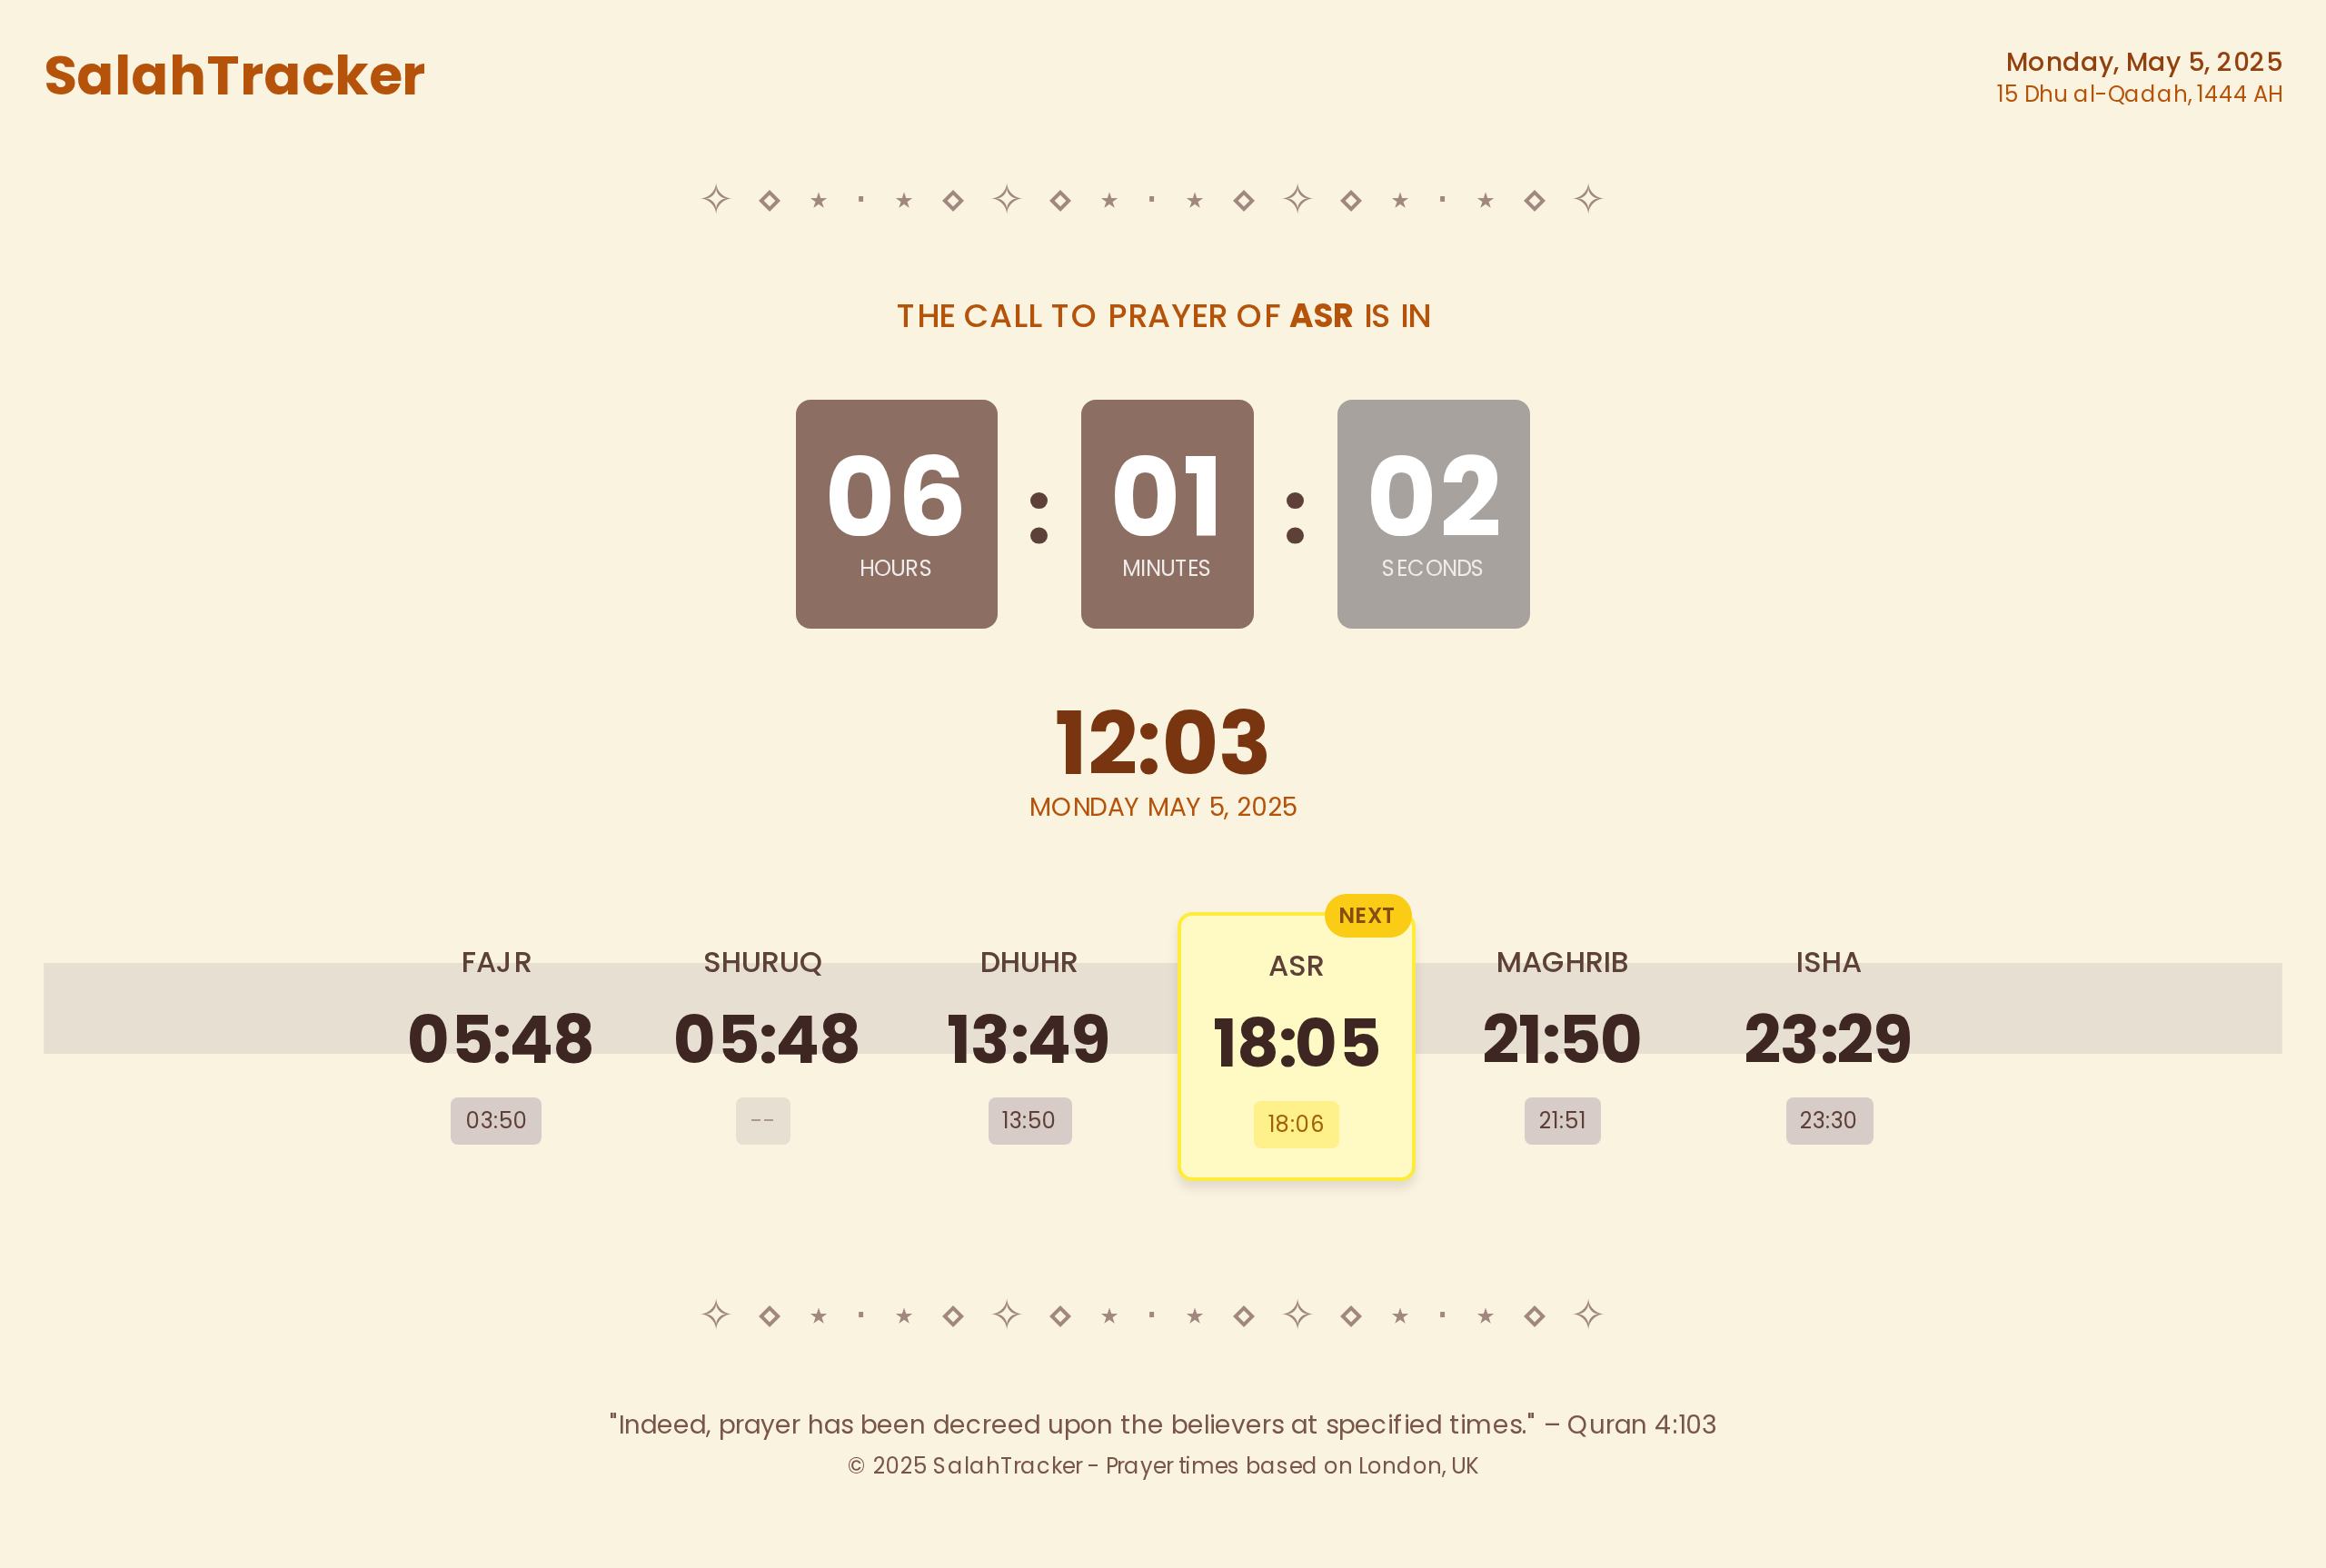 SalahTracker
Monday, May 5, 2025
15 Dhu al-Qadah, 1444 AH
THE CALL TO PRAYER OF ASR IS IN
06 : 01 : 02
HOURS MINUTES SECONDS
12:03
MONDAY MAY 5, 2025
NEXT
FAJR SHURUQ DHUHR ASR MAGHRIB ISHA
05:48 05:48 13:49 18:05 21:50 23:29
03:50 -- 13:50 18:06 21:51 23:30
"Indeed, prayer has been decreed upon the believers at specified times." – Quran 4:103
© 2025 SalahTracker - Prayer times based on London, UK